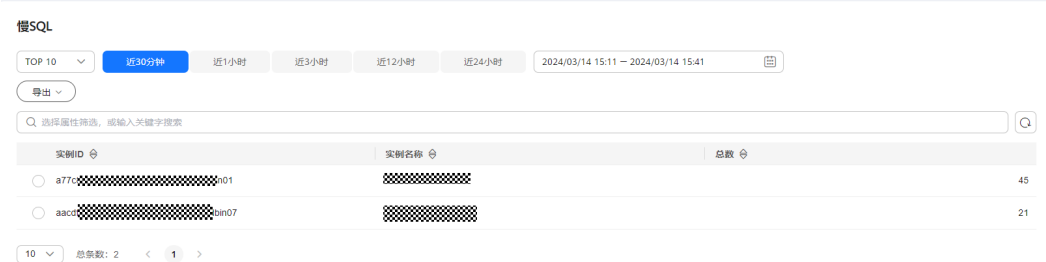 慢SQL
TOP 10 近30分钟 近1小时 近3小时 近12小时 近24小时 2024/03/14 15:11 — 2024/03/14 15:41
导出
选择属性筛选，或输入关键字搜索
实例ID 实例名称 总数
a77c n01 45
aacd bin07 21
10 总条数：2 < 1 >